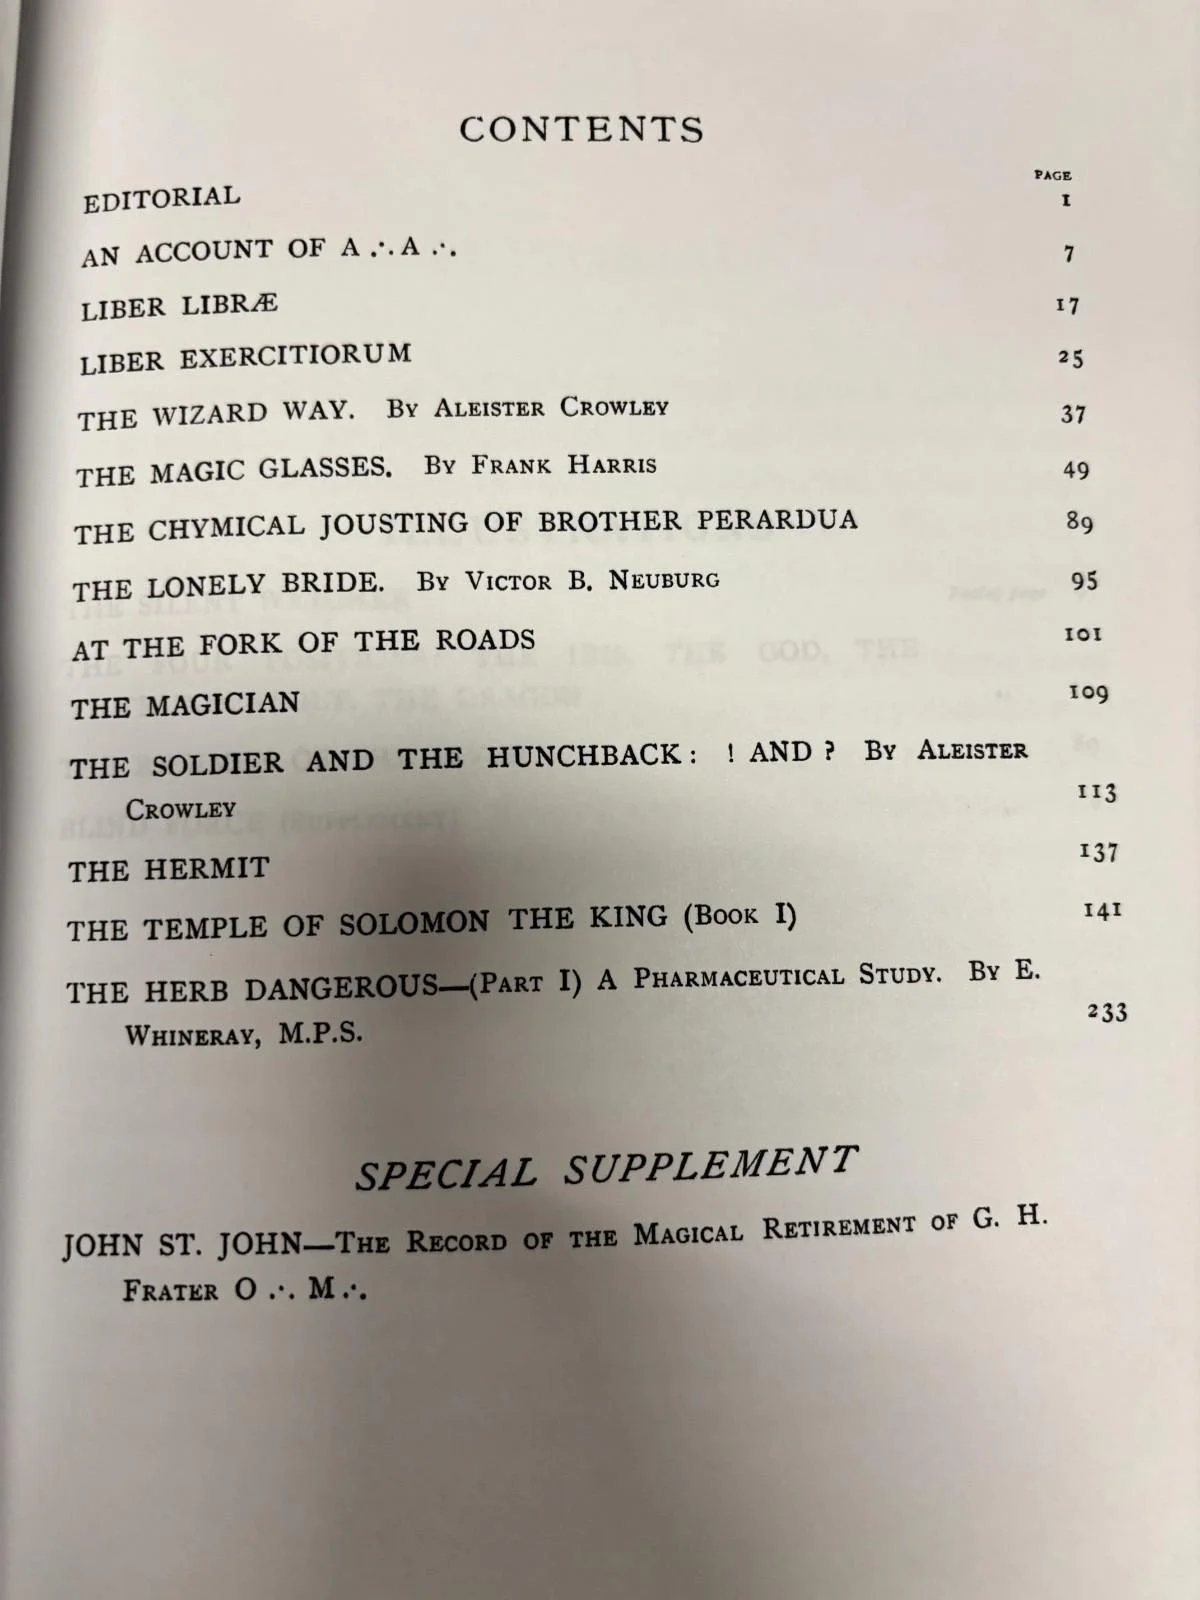 CONTENTS
PAGE
EDITORIAL 1
AN ACCOUNT OF A∴A∴ 7
LIBER LIBRÆ 17
LIBER EXERCITIORUM 25
THE WIZARD WAY. By Aleister Crowley 37
THE MAGIC GLASSES. By Frank Harris 49
THE CHYMICAL JOUSTING OF BROTHER PERARDUA 89
THE LONELY BRIDE. By Victor B. Neuburg 95
AT THE FORK OF THE ROADS 101
THE MAGICIAN 109
THE SOLDIER AND THE HUNCHBACK: ! AND ? By Aleister
Crowley 113
THE HERMIT 137
THE TEMPLE OF SOLOMON THE KING (Book I) 141
THE HERB DANGEROUS—(Part I) A Pharmaceutical Study. By E.
Whineray, M.P.S. 233
SPECIAL SUPPLEMENT
JOHN ST. JOHN—The Record of the Magical Retirement of G. H.
Frater O∴ M∴